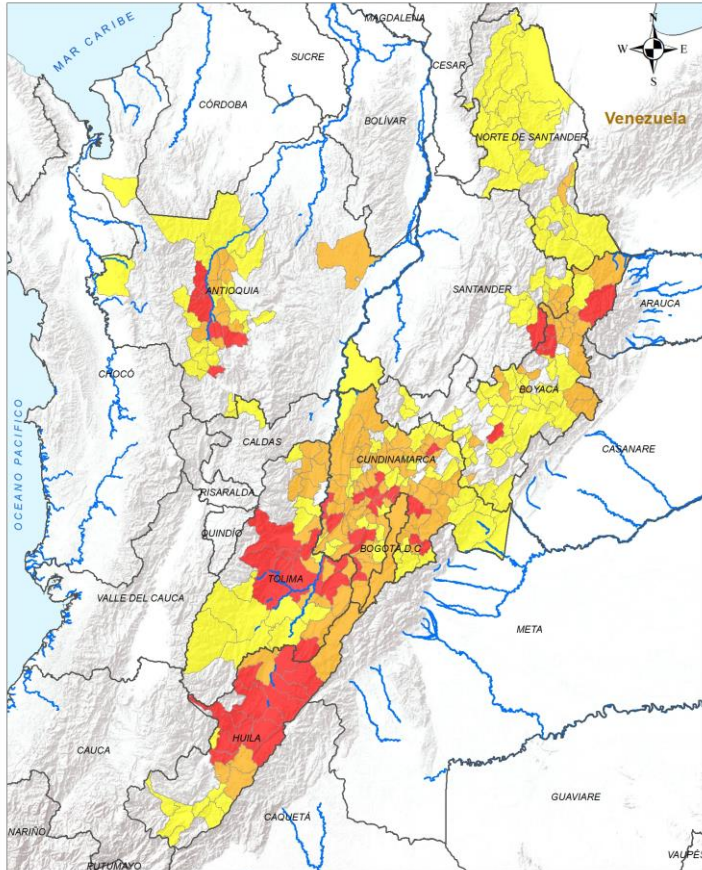 MAGDALENA
N
MAR CARIBE
W
E
SUCRE
CESAR
S
CÓRDOBA
BOLÍVAR
Venezuela
NORTE DE SANTANDER
ANTIOQUIA
SANTANDER
ARAUCA
CHOCÓ
BOYACÁ
OCEANO PACIFICO
CALDAS
CUNDINAMARCA
CASANARE
RISARALDA
QUINDÍO
BOGOTÁ D.C.
TOLIMA
VALLE DEL CAUCA
META
HUILA
CAUCA
GUAVIARE
CAQUETÁ
NARIÑO
VAUPÉS
PUTUMAYO